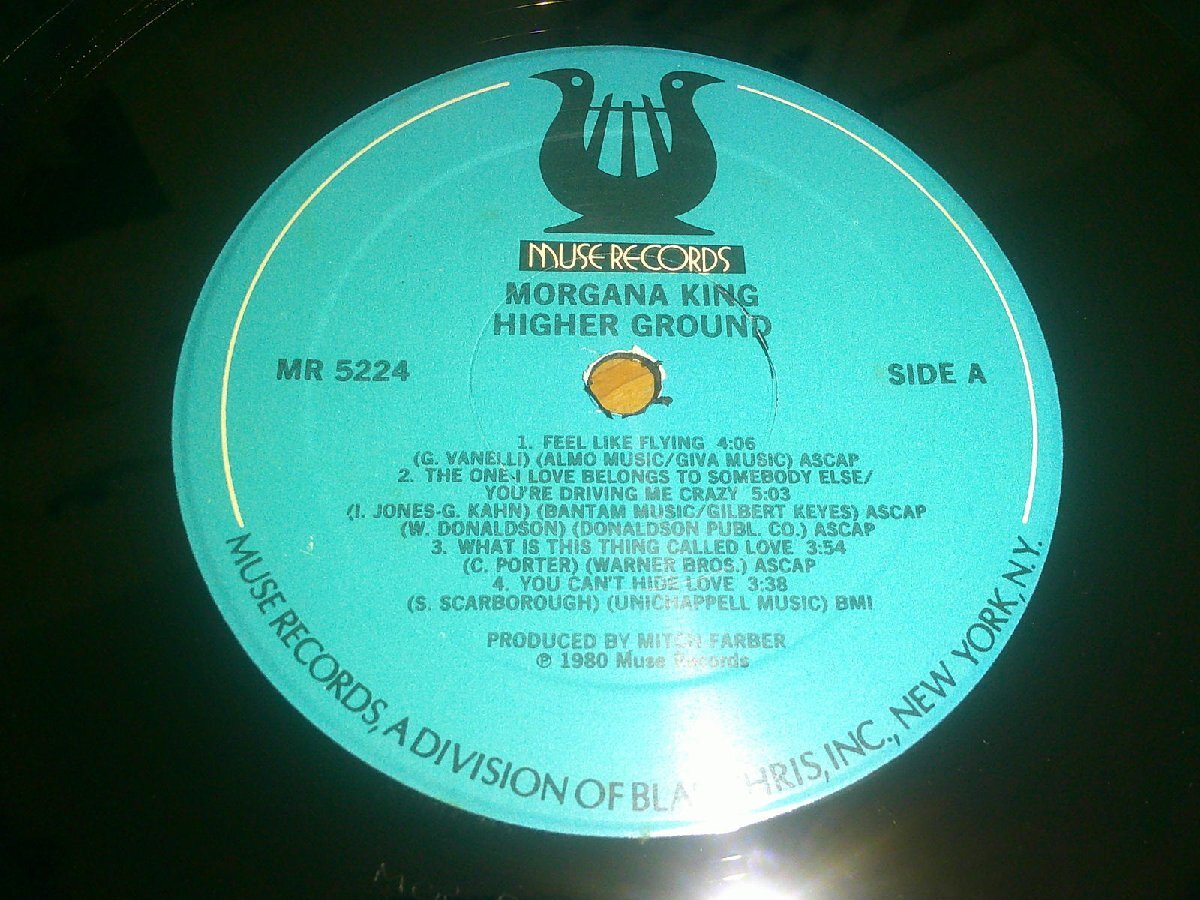 MUSE RECORDS
MORGANA KING
HIGHER GROUND
MR 5224
SIDE A
1. FEEL LIKE FLYING 4:06
(G. VANELLI) (ALMO MUSIC/GIVA MUSIC) ASCAP
2. THE ONE I LOVE BELONGS TO SOMEBODY ELSE/
YOU'RE DRIVING ME CRAZY 5:03
(I. JONES-G. KAHN) (BANTAM MUSIC/GILBERT KEYES) ASCAP
(W. DONALDSON) (DONALDSON PUBL. CO.) ASCAP
3. WHAT IS THIS THING CALLED LOVE 3:54
(C. PORTER) (WARNER BROS.) ASCAP
4. YOU CAN'T HIDE LOVE 3:38
(S. SCARBOROUGH) (UNICHAPPELL MUSIC) BMI
PRODUCED BY MITCH FARBER
℗ 1980 Muse Records
MUSE RECORDS, A DIVISION OF INC., NEW YORK, N.Y.